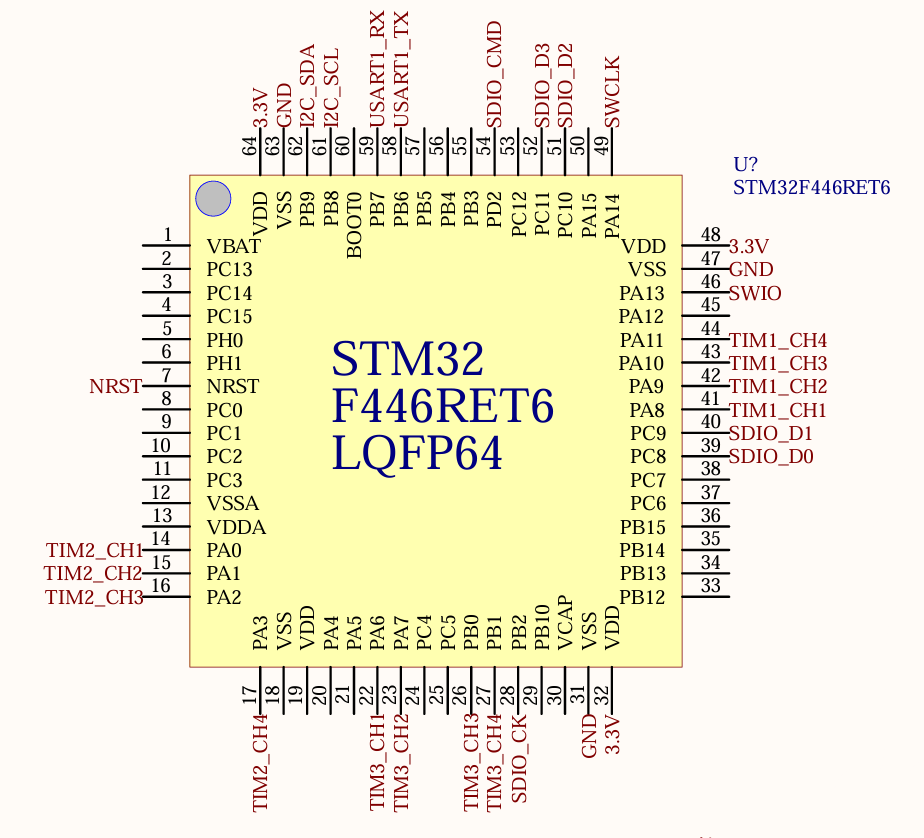 3.3V
GND
I2C_SDA
I2C_SCL
USART1_RX
USART1_TX
SDIO_CMD
SDIO_D3
SDIO_D2
SWCLK
64
63
62
61
60
59
58
57
56
55
54
53
52
51
50
49
VDD
VSS
PB9
PB8
BOOT0
PB7
PB6
PB5
PB4
PB3
PD2
PC12
PC11
PC10
PA15
PA14
U?
STM32F446RET6
1 VBAT
2 PC13
3 PC14
4 PC15
5 PH0
6 PH1
NRST 7 NRST
8 PC0
9 PC1
10 PC2
11 PC3
12 VSSA
13 VDDA
TIM2_CH1 14 PA0
TIM2_CH2 15 PA1
TIM2_CH3 16 PA2
STM32
F446RET6
LQFP64
VDD 48 3.3V
VSS 47 GND
PA13 46 SWIO
PA12 45
PA11 44 TIM1_CH4
PA10 43 TIM1_CH3
PA9 42 TIM1_CH2
PA8 41 TIM1_CH1
PC9 40 SDIO_D1
PC8 39 SDIO_D0
PC7 38
PC6 37
PB15 36
PB14 35
PB13 34
PB12 33
PA3
VSS
VDD
PA4
PA5
PA6
PA7
PC4
PC5
PB0
PB1
PB2
PB10
VCAP
VSS
VDD
17
18
19
20
21
22
23
24
25
26
27
28
29
30
31
32
TIM2_CH4
TIM3_CH1
TIM3_CH2
TIM3_CH3
TIM3_CH4
SDIO_CK
GND
3.3V